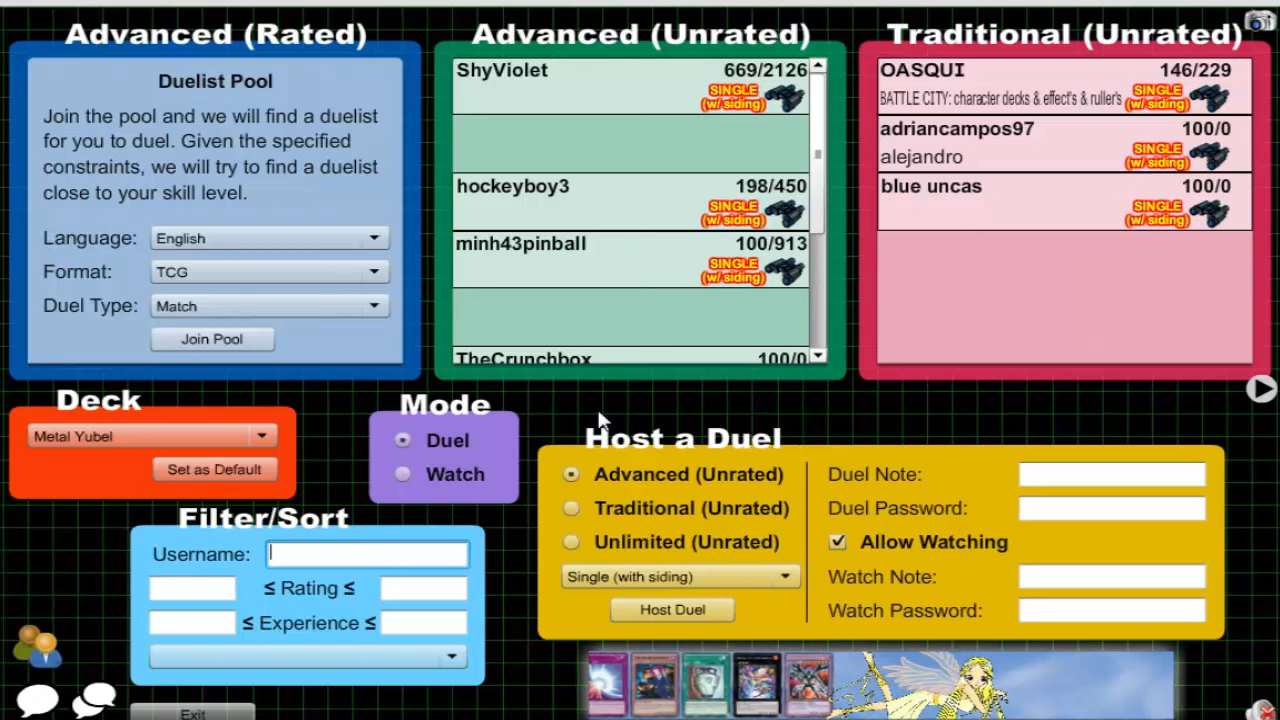 Advanced (Rated)
Duelist Pool
Join the pool and we will find a duelist
for you to duel. Given the specified
constraints, we will try to find a duelist
close to your skill level.
Language: English
Format: TCG
Duel Type: Match
Join Pool
Advanced (Unrated)
ShyViolet 669/2126
SINGLE
(w/ siding)
hockeyboy3 198/450
SINGLE
(w/ siding)
minh43pinball 100/913
SINGLE
(w/ siding)
TheCrunchbox 100/0
Traditional (Unrated)
OASQUI 146/229
BATTLE CITY: character decks & effect's & ruller's
SINGLE
(w/ siding)
adriancampos97 100/0
alejandro
SINGLE
(w/ siding)
blue uncas 100/0
SINGLE
(w/ siding)
Deck
Metal Yubel
Set as Default
Mode
Duel
Watch
Filter/Sort
Username:
≤ Rating ≤
≤ Experience ≤
Exit
Host a Duel
Advanced (Unrated)
Traditional (Unrated)
Unlimited (Unrated)
Single (with siding)
Host Duel
Duel Note:
Duel Password:
Allow Watching
Watch Note:
Watch Password: